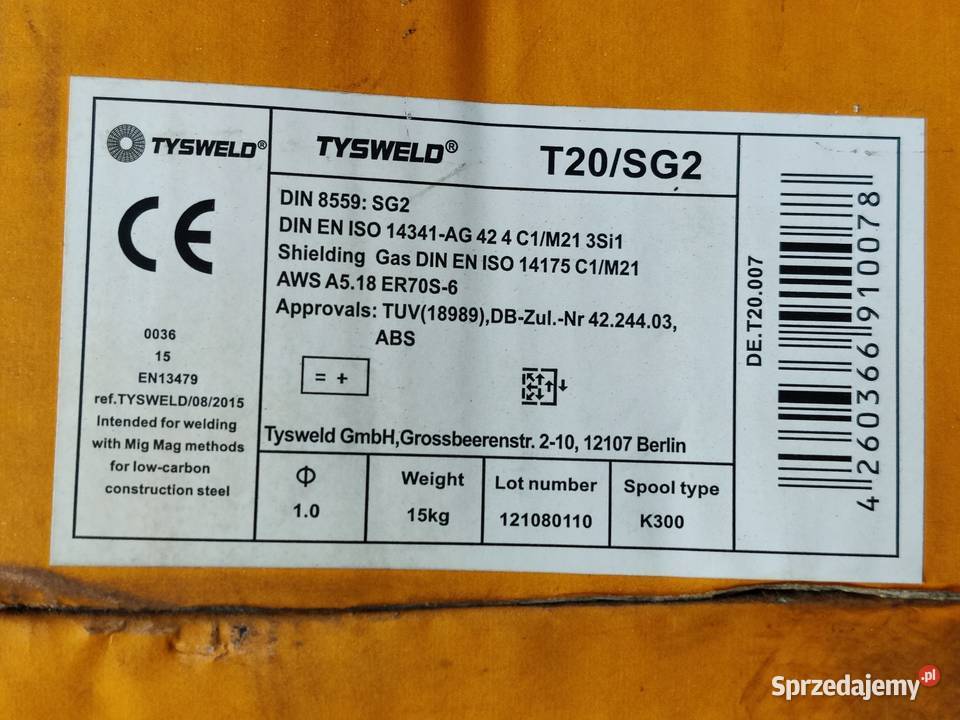 TYSWELD®
CE
0036
15
EN13479
ref.TYSWELD/08/2015
Intended for welding
with Mig Mag methods
for low-carbon
construction steel
TYSWELD® T20/SG2
DIN 8559: SG2
DIN EN ISO 14341-AG 42 4 C1/M21 3Si1
Shielding Gas DIN EN ISO 14175 C1/M21
AWS A5.18 ER70S-6
Approvals: TUV(18989),DB-Zul.-Nr 42.244.03,
ABS
= +
Tysweld GmbH,Grossbeerenstr. 2-10, 12107 Berlin
Φ Weight Lot number Spool type
1.0 15kg 121080110 K300
DE.T20.007
4260366910078
Sprzedajemy.pl